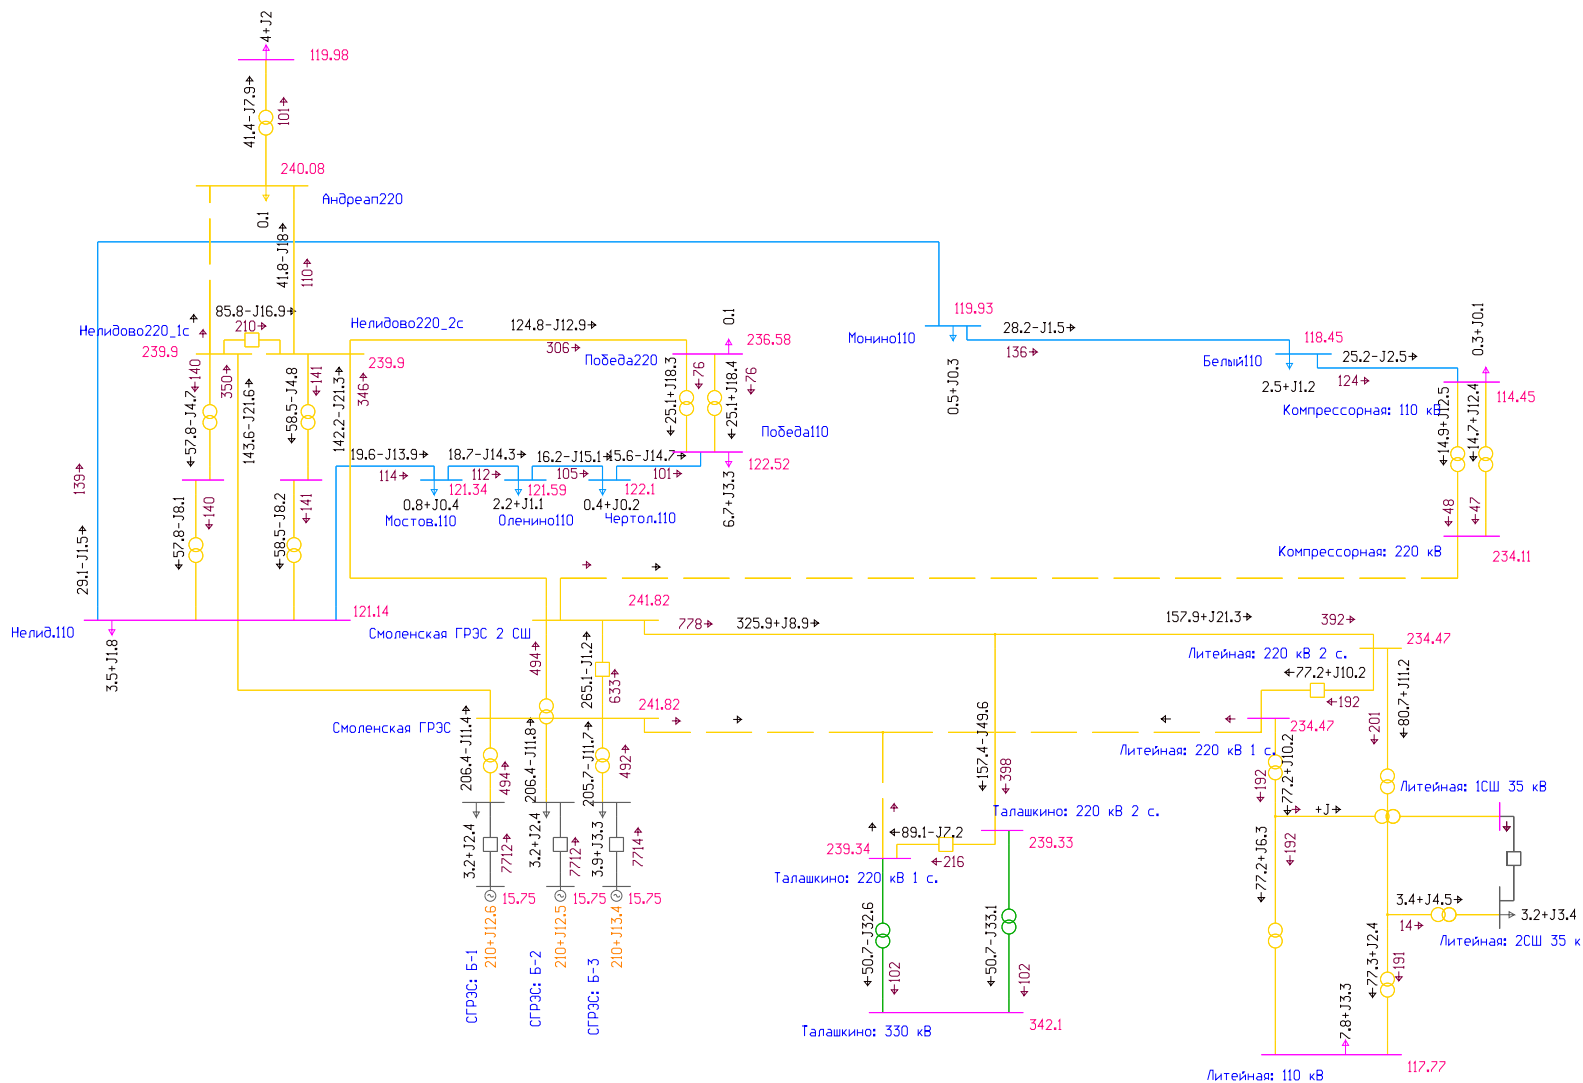 4+J2
119.98
41.4-J7.9
101
240.08
Андреап220
0.1
41.8-J18
110
85.8-J16.9
210
Нелидово220_1с
239.9
Нелидово220_2с
239.9
124.8-J12.9
306
0.1
236.58
Победа220
119.93
Монино110
28.2-J1.5
136
0.5+J0.3
118.45
Белый110
25.2-J2.5
124
2.5+J1.2
0.3+J0.1
114.45
Компрессорная: 110 кВ
140
350
141
346
57.8-J4.7
143.6-J21.6
58.5-J4.8
142.2-J21.3
76
76
25.1+J18.3
25.1+J18.4
Победа110
122.52
14.9+J12.5
14.7+J12.4
19.6-J13.9
114
18.7-J14.3
112
16.2-J15.1
105
15.6-J14.7
101
121.34
121.59
122.1
0.8+J0.4
2.2+J1.1
0.4+J0.2
6.7+J3.3
Мостов.110
Оленино110
Чертол.110
139
140
141
57.8-J8.1
58.5-J8.2
29.1-J1.5
48
47
Компрессорная: 220 кВ
234.11
121.14
Нелид.110
3.5+J1.8
241.82
Смоленская ГРЭС 2 СШ
778
325.9+J8.9
157.9+J21.3
392
234.47
Литейная: 220 кВ 2 с.
77.2+J10.2
192
494
265.1-J1.2
633
201
80.7+J11.2
241.82
Смоленская ГРЭС
234.47
Литейная: 220 кВ 1 с.
206.4-J11.4
494
206.4-J11.8
205.7-J11.7
492
157.4-J49.6
398
192
77.2+J10.2
Литейная: 1СШ 35 кВ
+J
Талашкино: 220 кВ 2 с.
239.33
89.1-J7.2
216
239.34
Талашкино: 220 кВ 1 с.
3.2+J2.4
7712
3.2+J2.4
7712
3.9+J3.3
7714
192
77.2+J6.3
15.75
15.75
15.75
3.4+J4.5
14
3.2+J3.4
Литейная: 2СШ 35 к
210+J12.6
210+J12.5
210+J13.4
СГРЭС: Б-1
СГРЭС: Б-2
СГРЭС: Б-3
50.7-J32.6
102
50.7-J33.1
102
77.3+J2.4
191
Талашкино: 330 кВ
342.1
7.8+J3.3
117.77
Литейная: 110 кВ